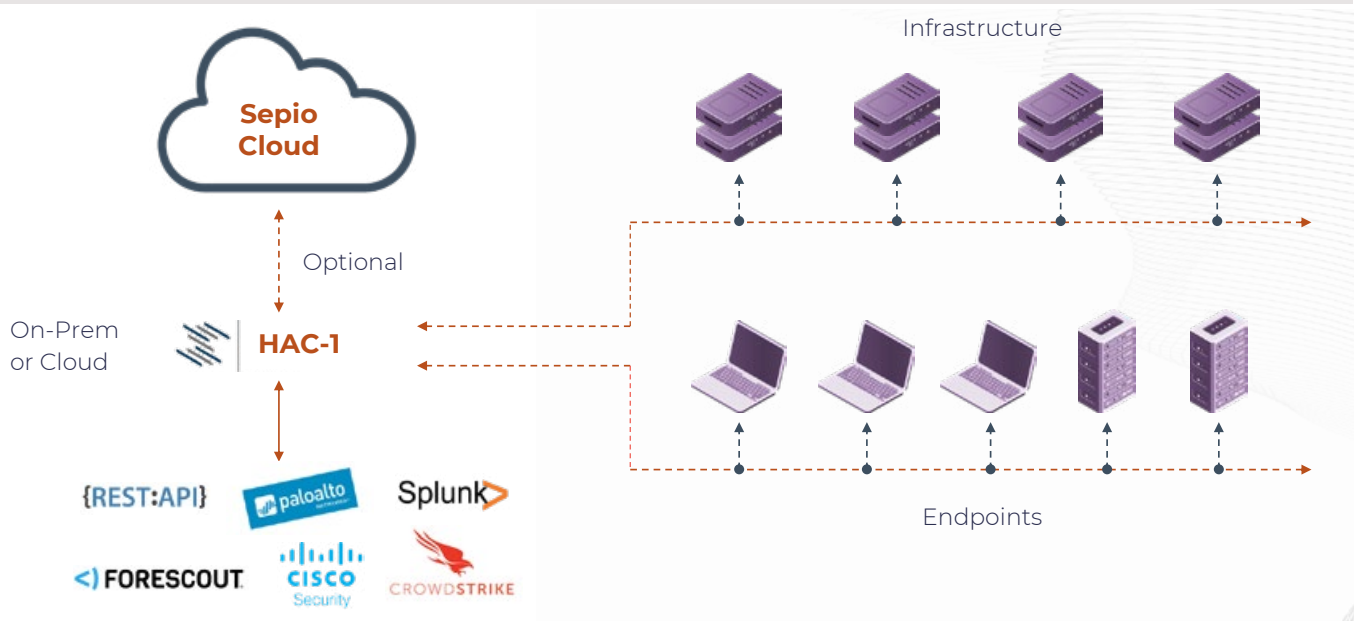 Infrastructure
Sepio
Cloud
Optional
On-Prem
or Cloud
HAC-1
{REST:API}
paloalto
Splunk>
<) FORESCOUT
CISCO
Security
CROWDSTRIKE
Endpoints